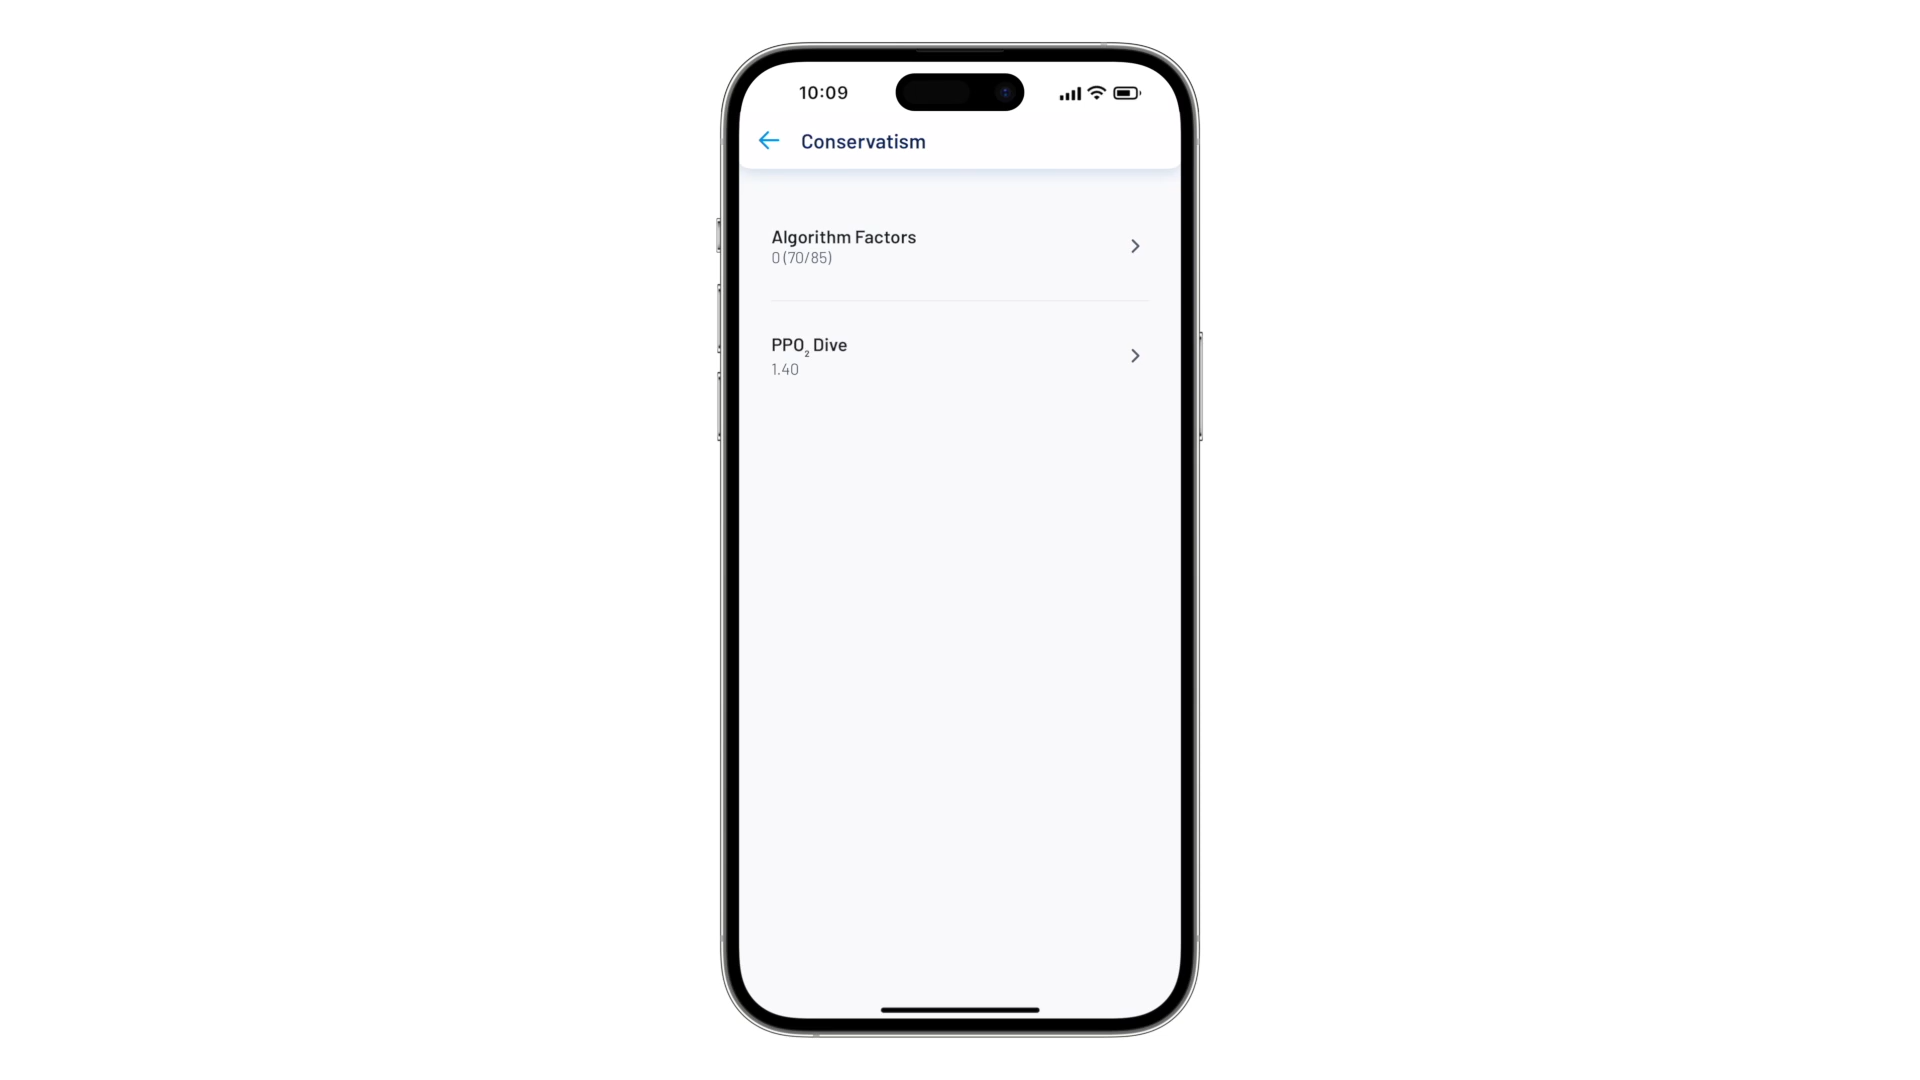 10:09
Conservatism
Algorithm Factors
0 (70/85)
PPO₂ Dive
1.40